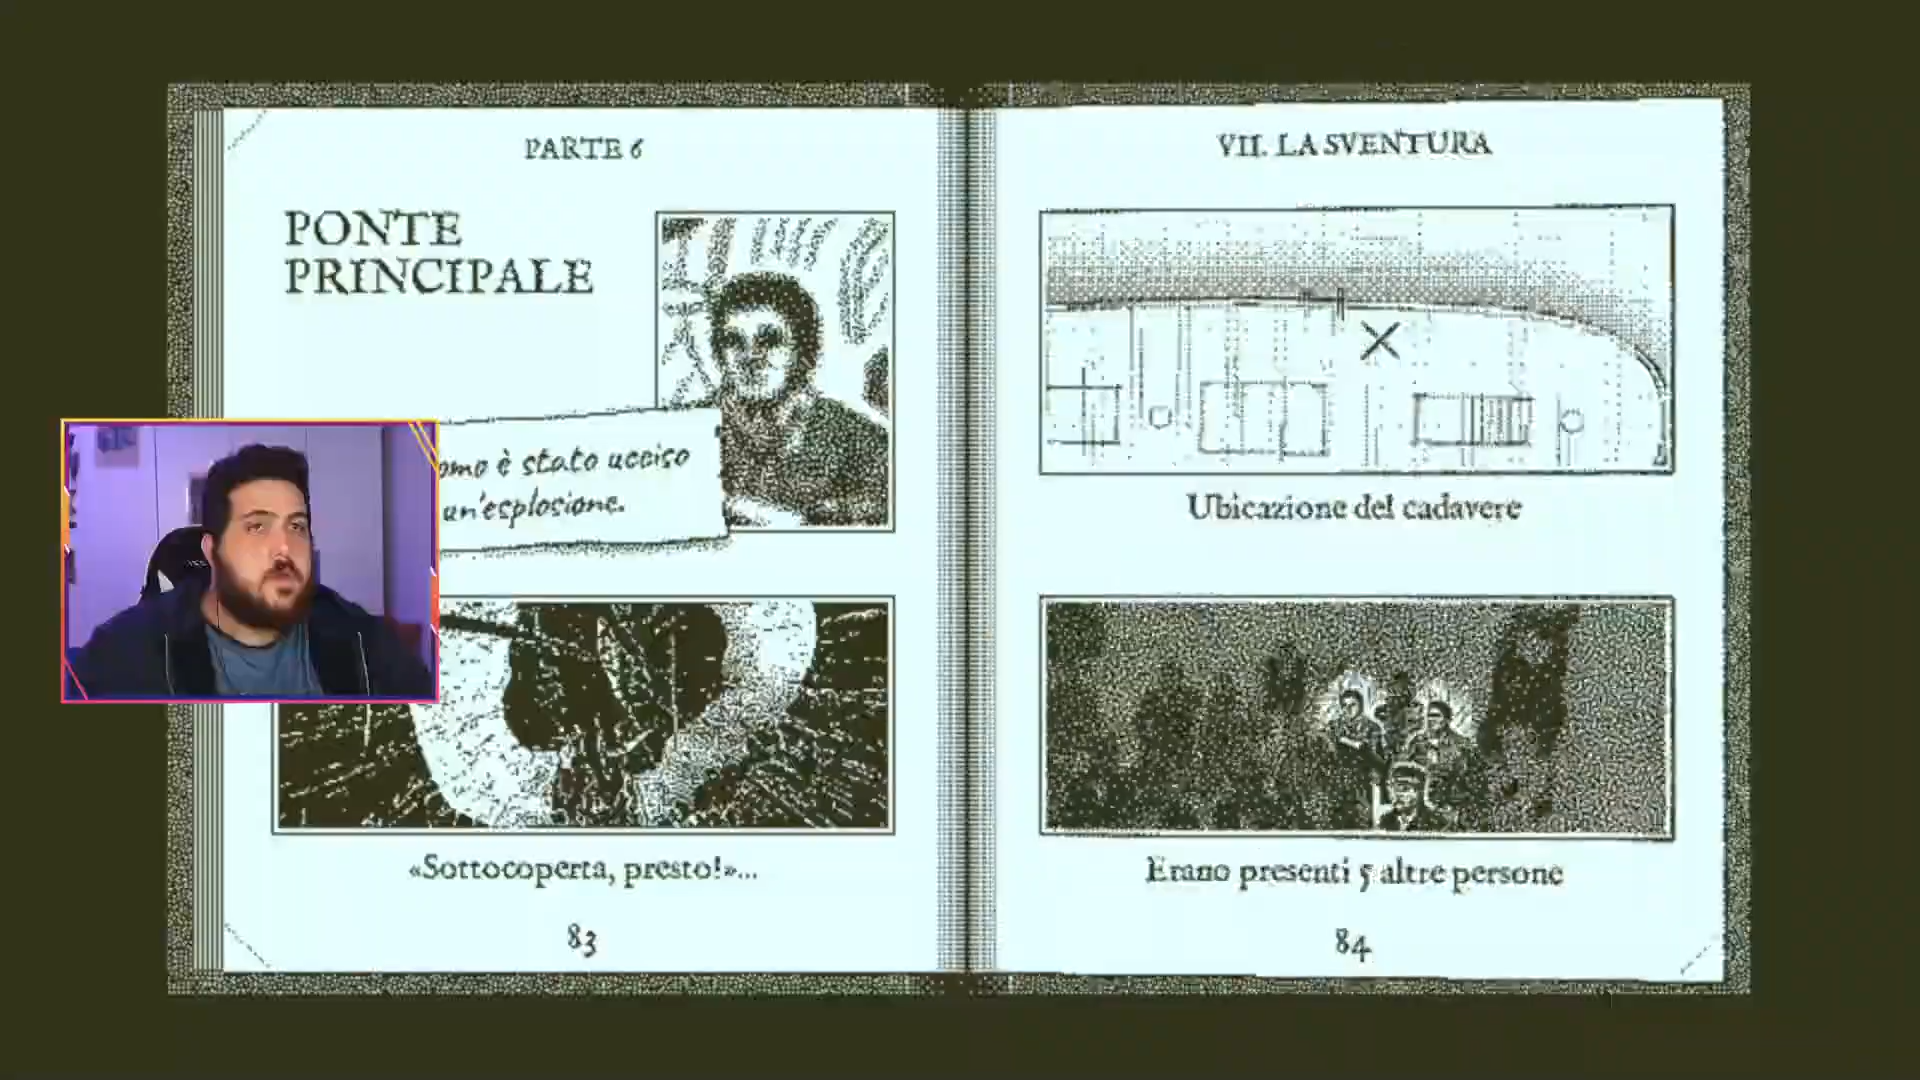 PARTE 6
PONTE
PRINCIPALE
è stato ucciso
un'esplosione.
«Sottocoperta, presto!»...
83
VII. LA SVENTURA
Ubicazione del cadavere
Erano presenti 5 altre persone
84